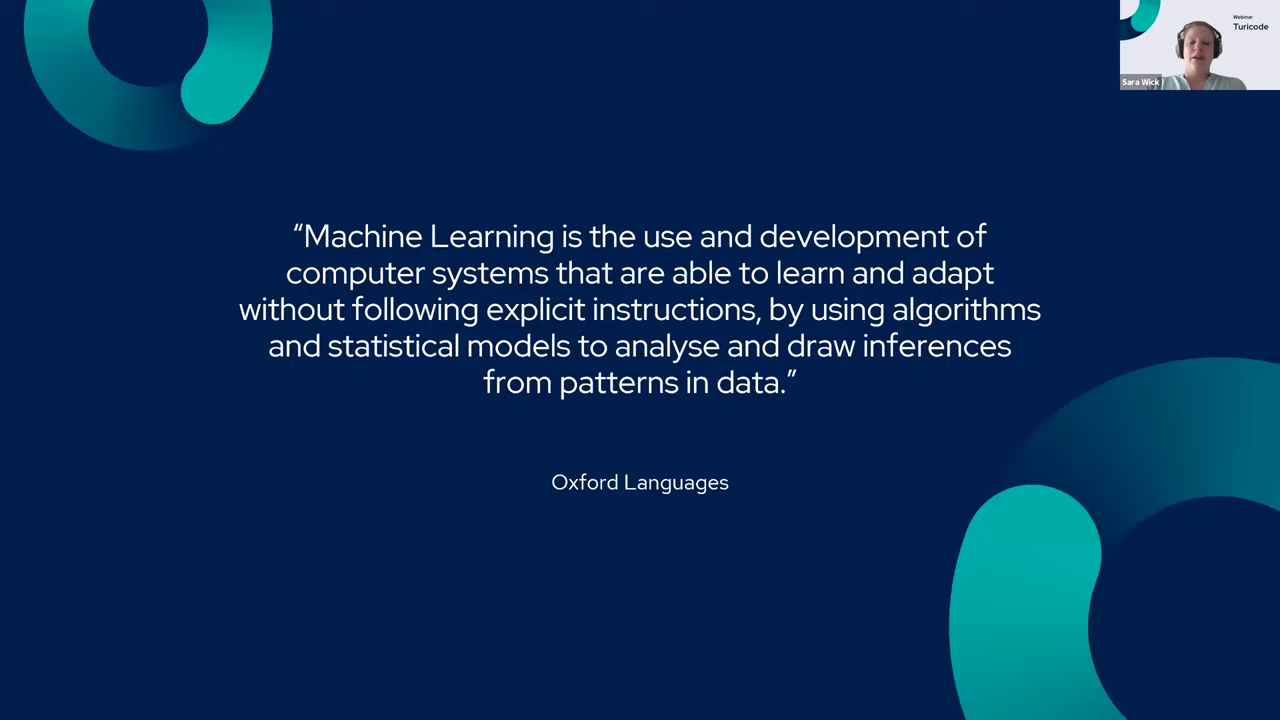 Webinar
Turicode
Sara Wick
“Machine Learning is the use and development of
computer systems that are able to learn and adapt
without following explicit instructions, by using algorithms
and statistical models to analyse and draw inferences
from patterns in data.”
Oxford Languages